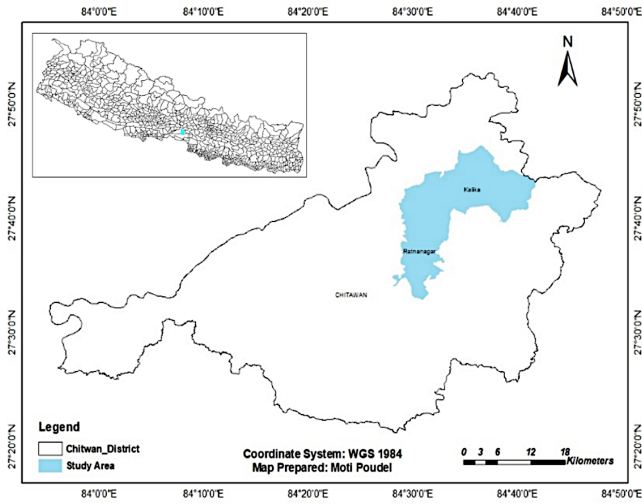 84°0'0"E 84°10'0"E 84°20'0"E 84°30'0"E 84°40'0"E
27°50'0"N
27°40'0"N
27°30'0"N
27°20'0"N
N
Kalika
Ratnanagar
CHITAWAN
Legend
Chitwan_District
Study Area
Coordinate System: WGS 1984
Map Prepared: Moti Poudel
0 3 6 12 18
Kilometers
27°50'0"N
27°40'0"N
27°30'0"N
27°20'0"N
84°0'0"E 84°10'0"E 84°20'0"E 84°30'0"E 84°40'0"E 84°50'0"E